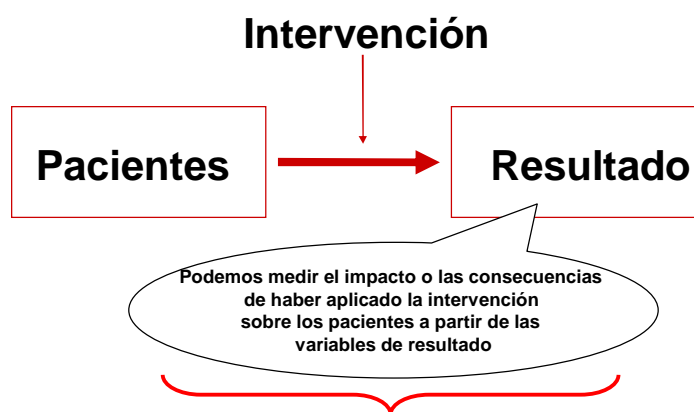 Intervención
Pacientes
Resultado
Podemos medir el impacto o las consecuencias
de haber aplicado la intervención
sobre los pacientes a partir de las
variables de resultado